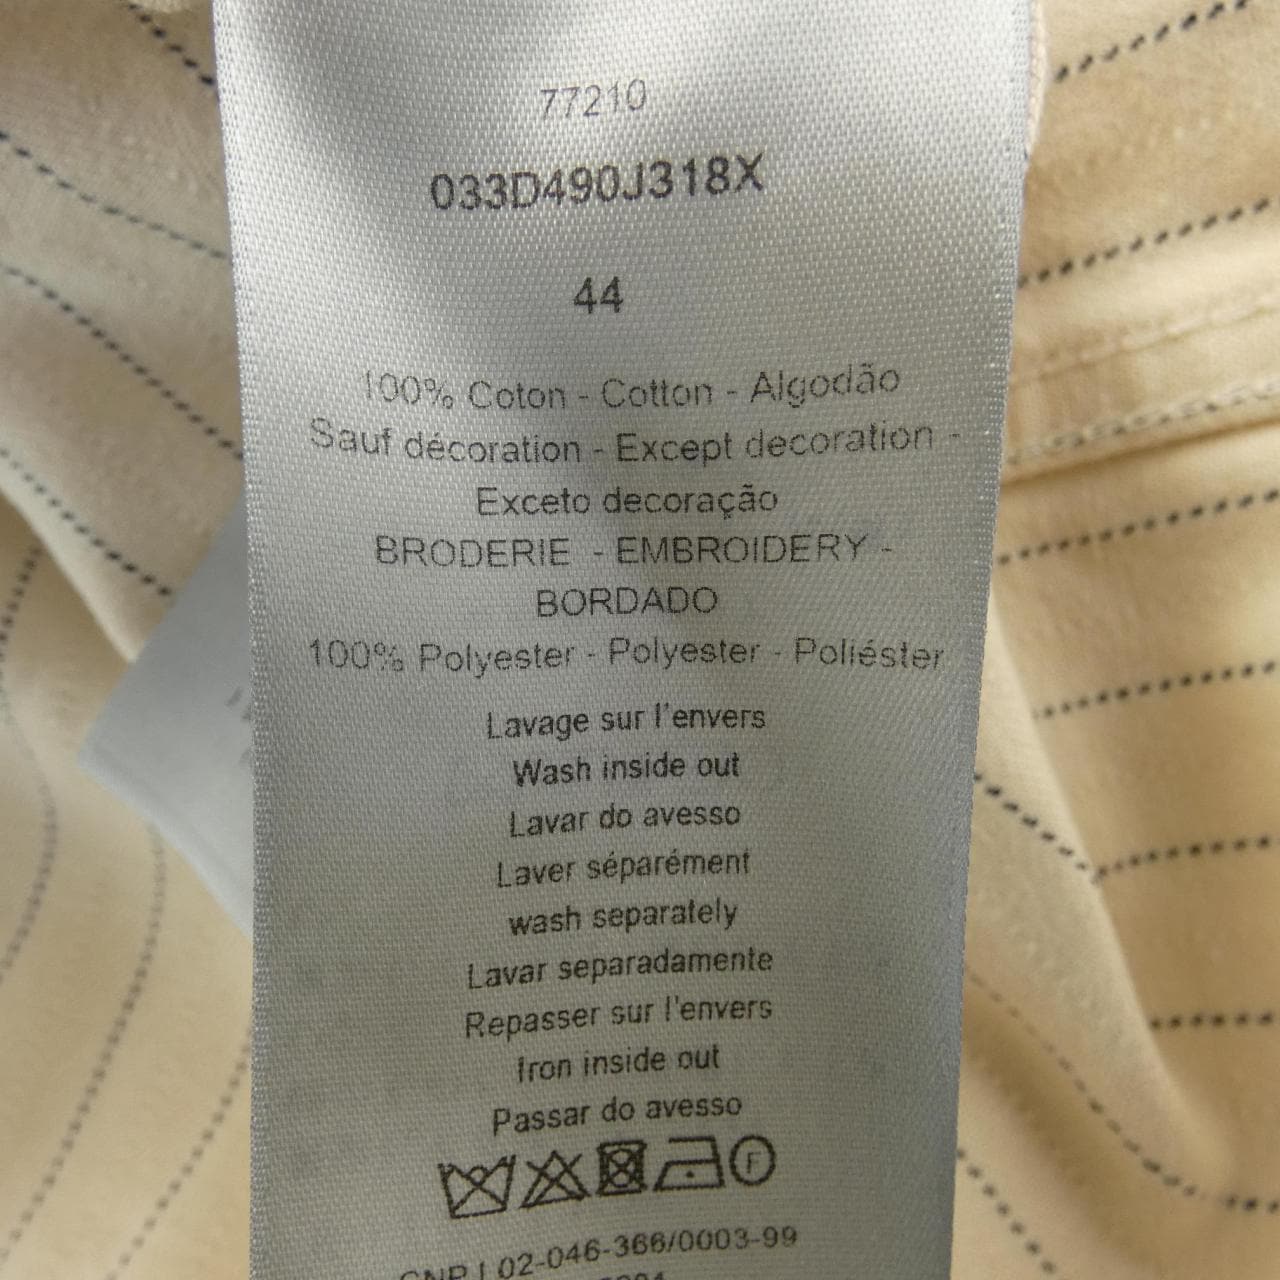 77210
033D490J318X
44
100% Coton - Cotton - Algodão
Sauf décoration - Except decoration -
Exceto decoração
BRODERIE - EMBROIDERY -
BORDADO
100% Polyester - Polyester - Poliéster
Lavage sur l'envers
Wash inside out
Lavar do avesso
Laver séparément
wash separately
Lavar separadamente
Repasser sur l'envers
Iron inside out
Passar do avesso
F
02-046-366/0003-99